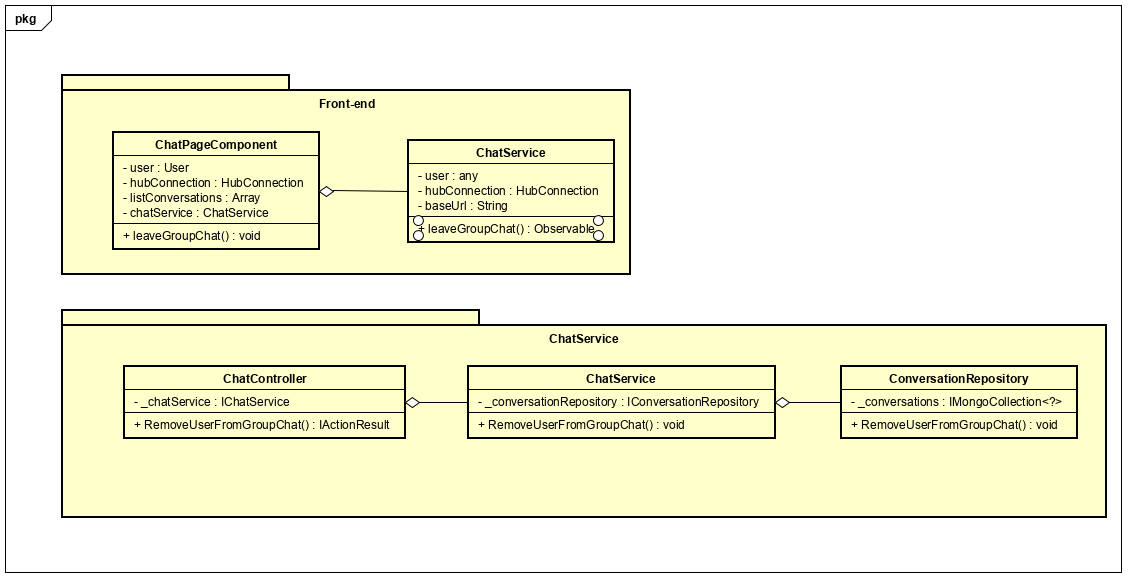 pkg
Front-end
ChatPageComponent
- user : User
- hubConnection : HubConnection
- listConversations : Array
- chatService : ChatService
+ leaveGroupChat() : void
ChatService
- user : any
- hubConnection : HubConnection
- baseUrl : String
+ leaveGroupChat() : Observable
ChatService
ChatController
- _chatService : IChatService
+ RemoveUserFromGroupChat() : IActionResult
ChatService
- _conversationRepository : IConversationRepository
+ RemoveUserFromGroupChat() : void
ConversationRepository
- _conversations : IMongoCollection<?>
+ RemoveUserFromGroupChat() : void